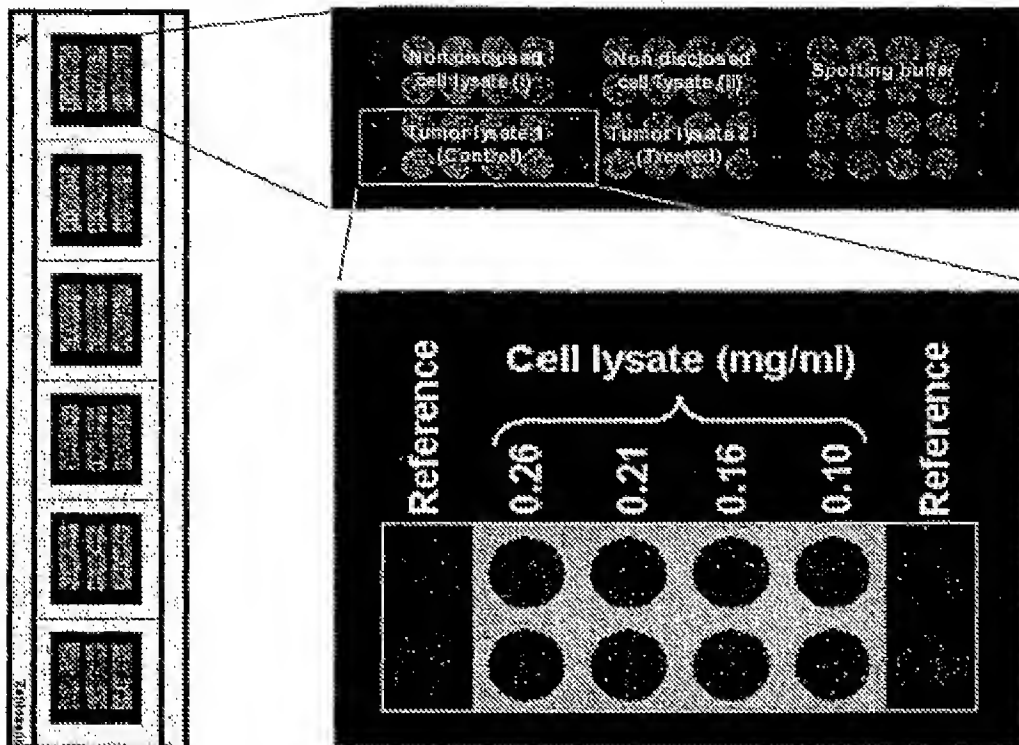 Non disclosed
cell lysate (i)
Non disclosed
cell lysate (ii)
Spotting buffer
Tumor lysate 1
(Control)
Tumor lysate 2
(Treated)
Cell lysate (mg/ml)
Reference
0.26
0.21
0.16
0.10
Reference